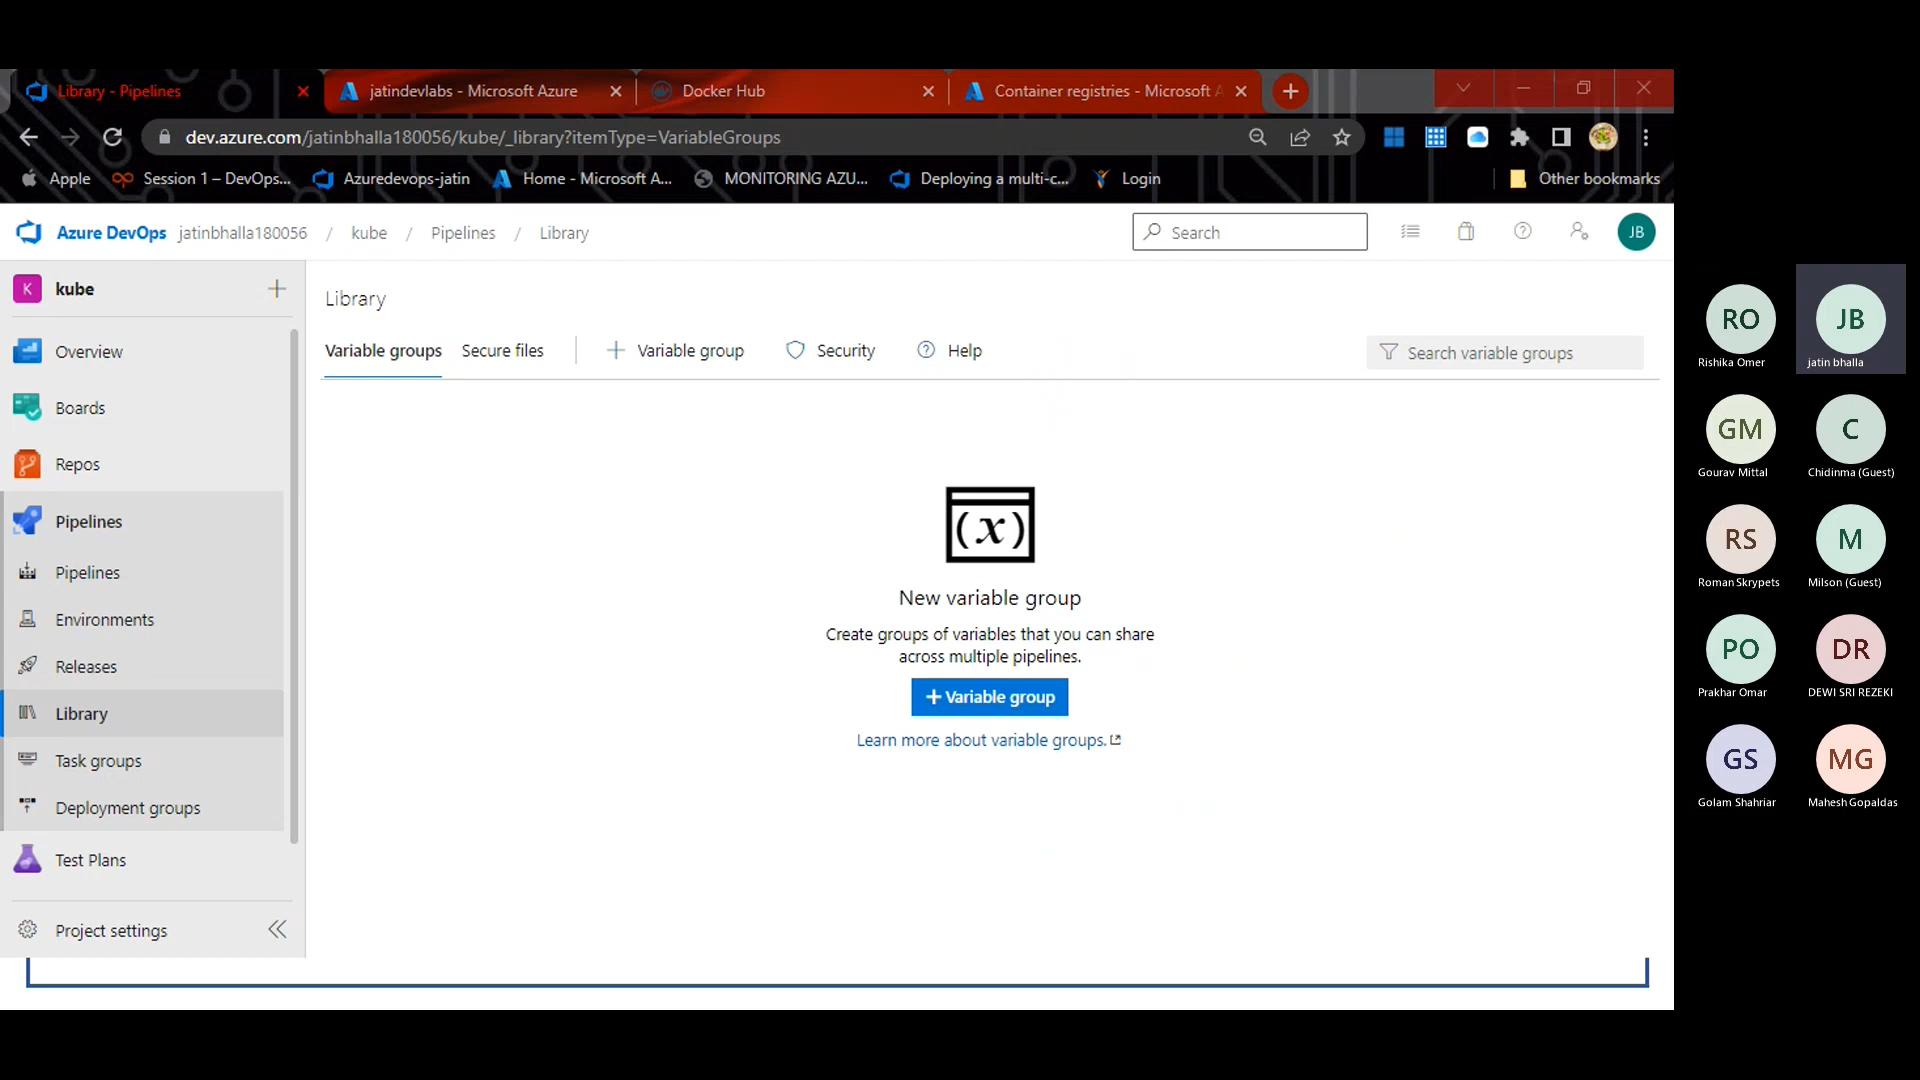 Library - Pipelines
jatindevlabs - Microsoft Azure
Docker Hub
Container registries - Microsoft A
dev.azure.com/jatinbhalla180056/kube/_library?itemType=VariableGroups
Apple
Session 1 – DevOps...
Azuredevops-jatin
Home - Microsoft A...
MONITORING AZU...
Deploying a multi-c...
Login
Other bookmarks
Azure DevOps jatinbhalla180056 / kube / Pipelines / Library
Search
JB
K kube
Overview
Boards
Repos
Pipelines
Pipelines
Environments
Releases
Library
Task groups
Deployment groups
Test Plans
Project settings
Library
Variable groups
Secure files
Variable group
Security
Help
Search variable groups
(x)
New variable group
Create groups of variables that you can share
across multiple pipelines.
+ Variable group
Learn more about variable groups.
RO
Rishika Omer
JB
jatin bhalla
GM
Gourav Mittal
C
Chidinma (Guest)
RS
Roman Skrypets
M
Milson (Guest)
PO
Prakhar Omar
DR
DEWI SRI REZEKI
GS
Golam Shahriar
MG
Mahesh Gopaldas